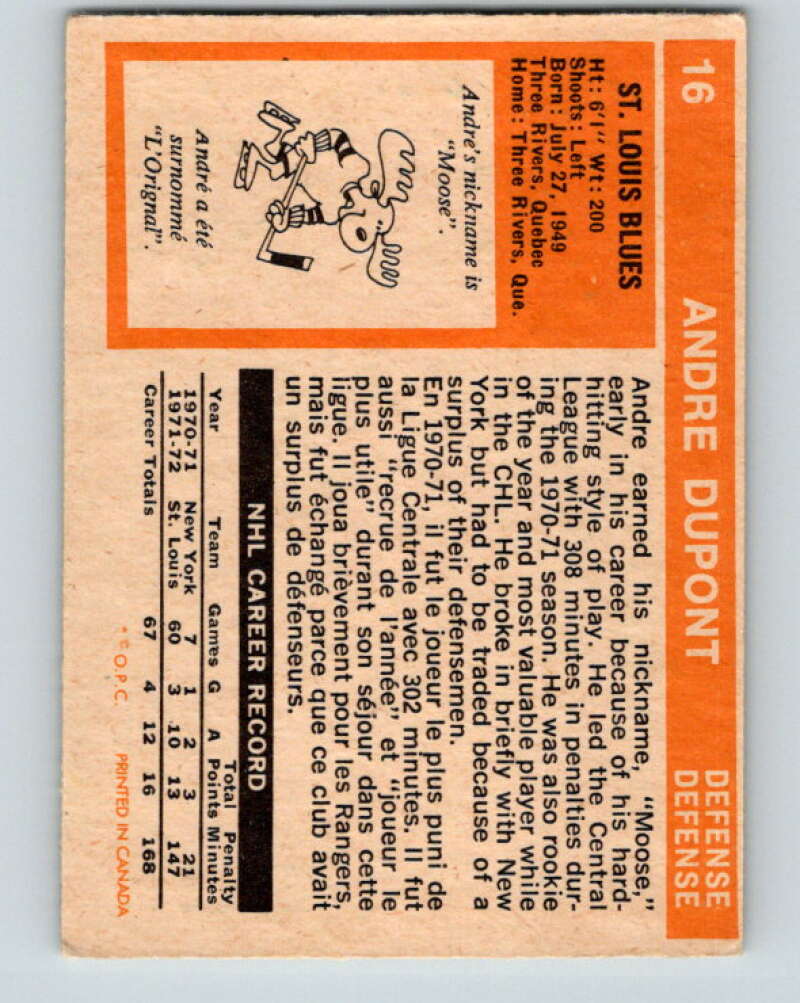 16 ANDRE DUPONT DEFENSE
DEFENSE
ST. LOUIS BLUES
Ht: 6'1" Wt: 200
Shoots: Left
Born: July 27, 1949
Three Rivers, Quebec
Home: Three Rivers, Que.
Andre's nickname is
"Moose".
André a été
surnommé
"L'Orignal".
Andre earned his nickname, "Moose,"
early in his career because of his hard-
hitting style of play. He led the Central
League with 308 minutes in penalties dur-
ing the 1970-71 season. He was also rookie
of the year and most valuable player while
in the CHL. He broke in briefly with New
York but had to be traded because of a
surplus of their defensemen.
En 1970-71, il fut le joueur le plus puni de
la Ligue Centrale avec 302 minutes. Il fut
aussi "recrue de l'année" et "joueur le
plus utile" durant son séjour dans cette
ligue. Il joua brièvement pour les Rangers,
mais fut échangé parce que ce club avait
un surplus de défenseurs.
NHL CAREER RECORD
Total Penalty
Year Team Games G A Points Minutes
1970-71 New York 7 1 2 3 21
1971-72 St. Louis 60 3 10 13 147
Career Totals 67 4 12 16 168
* © O.P.C. PRINTED IN CANADA